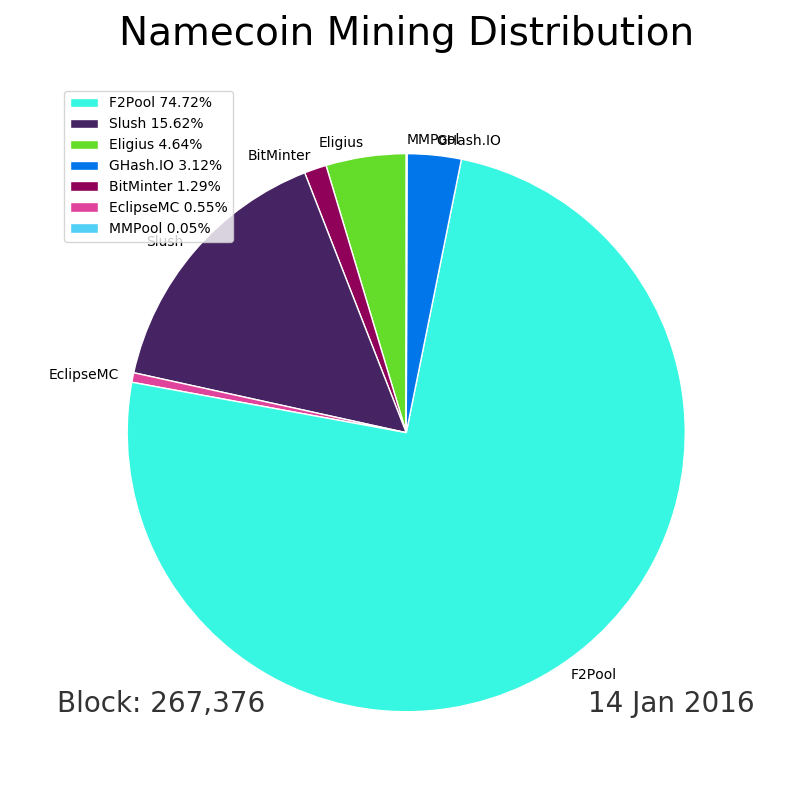 Namecoin Mining Distribution
F2Pool 74.72%
Slush 15.62%
Eligius 4.64%
GHash.IO 3.12%
BitMinter 1.29%
EclipseMC 0.55%
MMPool 0.05%
MMPool
GHash.IO
Eligius
BitMinter
Slush
EclipseMC
F2Pool
Block: 267,376
14 Jan 2016